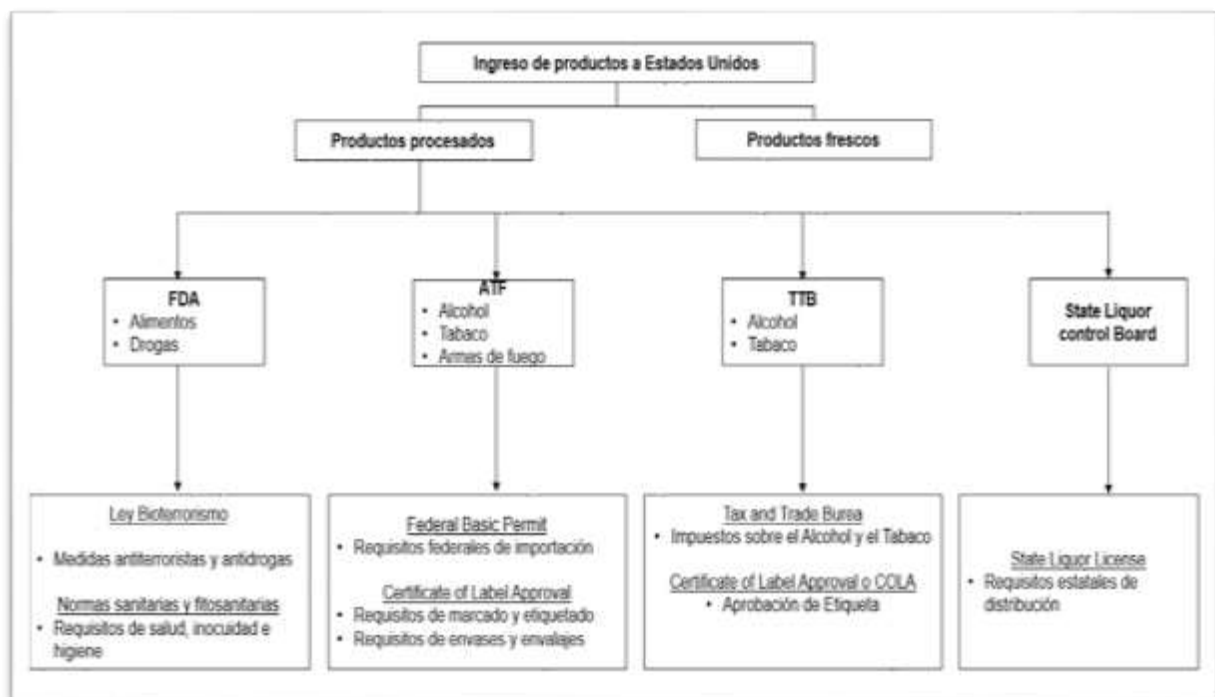 Ingreso de productos a Estados Unidos
Productos procesados
Productos frescos
FDA
• Alimentos
• Drogas
ATF
• Alcohol
• Tabaco
• Armas de fuego
TTB
• Alcohol
• Tabaco
State Liquor
control Board
Ley Bioterrorismo
• Medidas antiterroristas y antidrogas
Normas sanitarias y fitosanitarias
• Requisitos de salud, inocuidad e
higiene
Federal Basic Permit
• Requisitos federales de importación
Certificate of Label Approval
• Requisitos de marcado y etiquetado
• Requisitos de envases y envalajes
Tax and Trade Burea
• Impuestos sobre el Alcohol y el Tabaco
Certificate of Label Approval o COLA
• Aprobación de Etiqueta
State Liquor License
• Requisitos estatales de
distribución